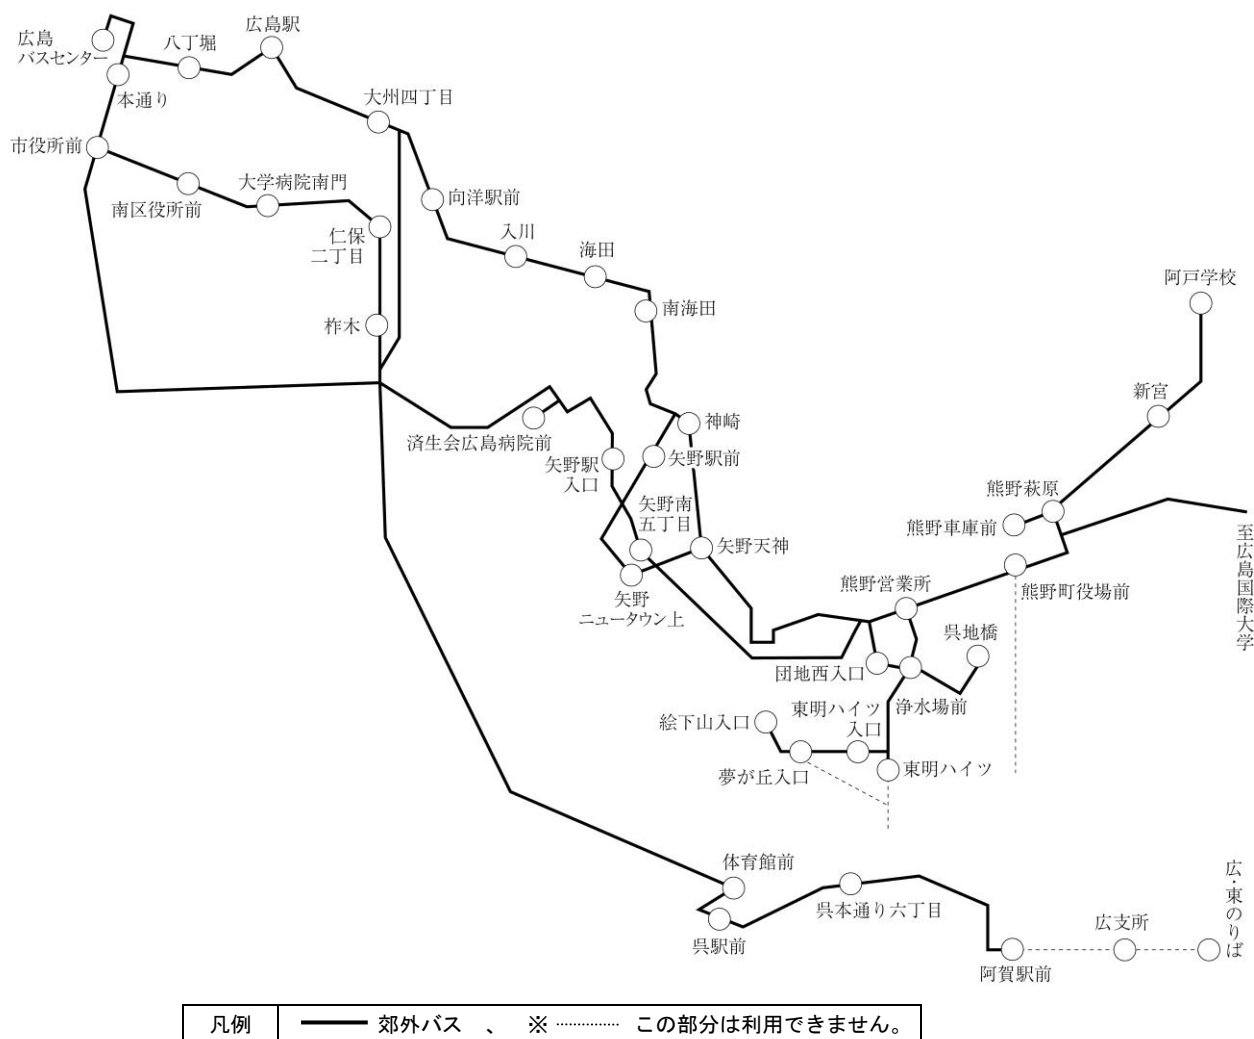 広島
バスセンター
八丁堀
広島駅
大州四丁目
本通り
市役所前
南区役所前
大学病院南門
仁保
二丁目
柞木
向洋駅前
入川
海田
南海田
阿戸学校
新宮
神崎
済生会広島病院前
矢野駅
入口
矢野駅前
矢野南
五丁目
矢野天神
熊野萩原
熊野車庫前
至広島国際大学
矢野
ニュータウン上
熊野営業所
熊野町役場前
呉地橋
団地西入口
浄水場前
東明ハイツ
入口
絵下山入口
夢が丘入口
東明ハイツ
体育館前
呉駅前
呉本通り六丁目
阿賀駅前
広支所
広・東のりば
凡例 郊外バス 、 ※ この部分は利用できません。